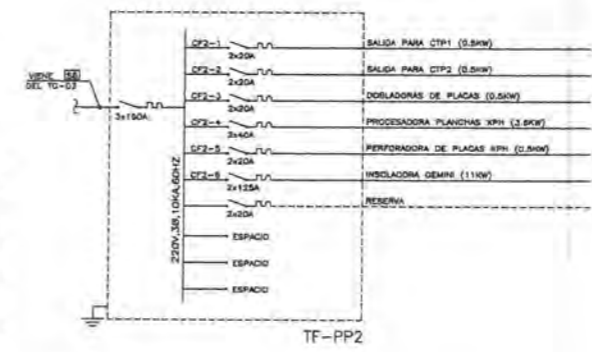 VIENE 56
DEL TG-03
3x150A
220V,3Ø,10KA,60HZ
CF2-1 2x20A SALIDA PARA CTP1 (0.5KW)
CF2-2 2x20A SALIDA PARA CTP2 (0.5KW)
CF2-3 2x20A DOBLADORAS DE PLACAS (0.5KW)
CF2-4 3x40A PROCESADORA PLANCHAS XPH (3.6KW)
CF2-5 2x20A PERFORADORA DE PLACAS XPH (0.5KW)
CF2-6 2x125A INSOLADORA GEMINI (11KW)
2x20A RESERVA
ESPACIO
ESPACIO
ESPACIO
TF-PP2